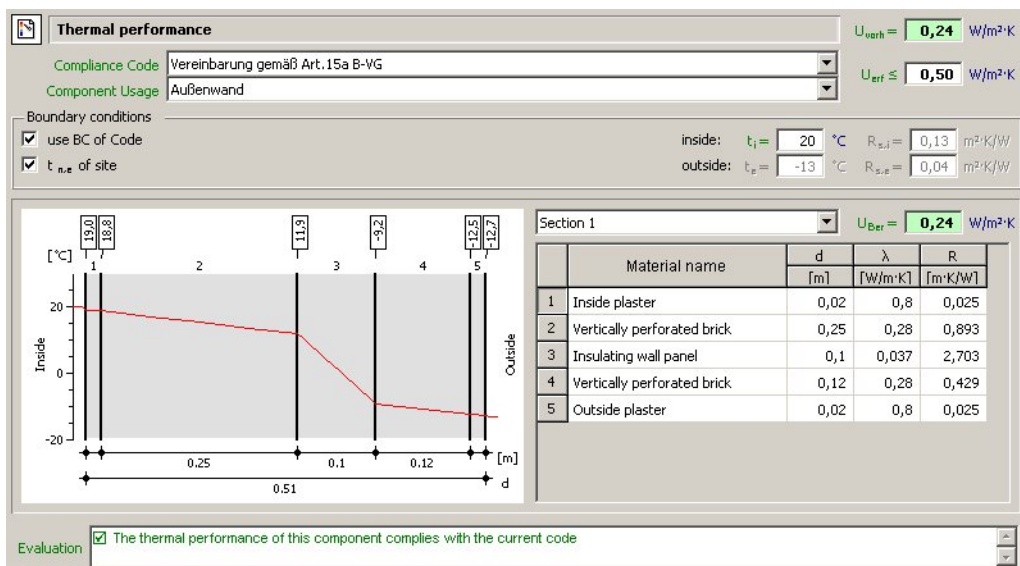 Thermal performance
U vorh = 0,24 W/m²·K
Compliance Code Vereinbarung gemäß Art.15a B-VG
U erf ≤ 0,50 W/m²·K
Component Usage Außenwand
Boundary conditions
use BC of Code
inside: t i = 20 °C R s,i = 0,13 m²·K/W
t n,e of site
outside: t e = -13 °C R s,e = 0,04 m²·K/W
19,0 18,8 11,9 -9,2 -12,5 -12,7
[°C]
1 2 3 4 5
20
0
-20
Inside
Outside
0.25 0.1 0.12 [m]
0.51 d
Section 1
U Ber = 0,24 W/m²·K
Material name d λ R
[m] [W/m·K] [m·K/W]
1 Inside plaster 0,02 0,8 0,025
2 Vertically perforated brick 0,25 0,28 0,893
3 Insulating wall panel 0,1 0,037 2,703
4 Vertically perforated brick 0,12 0,28 0,429
5 Outside plaster 0,02 0,8 0,025
Evaluation The thermal performance of this component complies with the current code